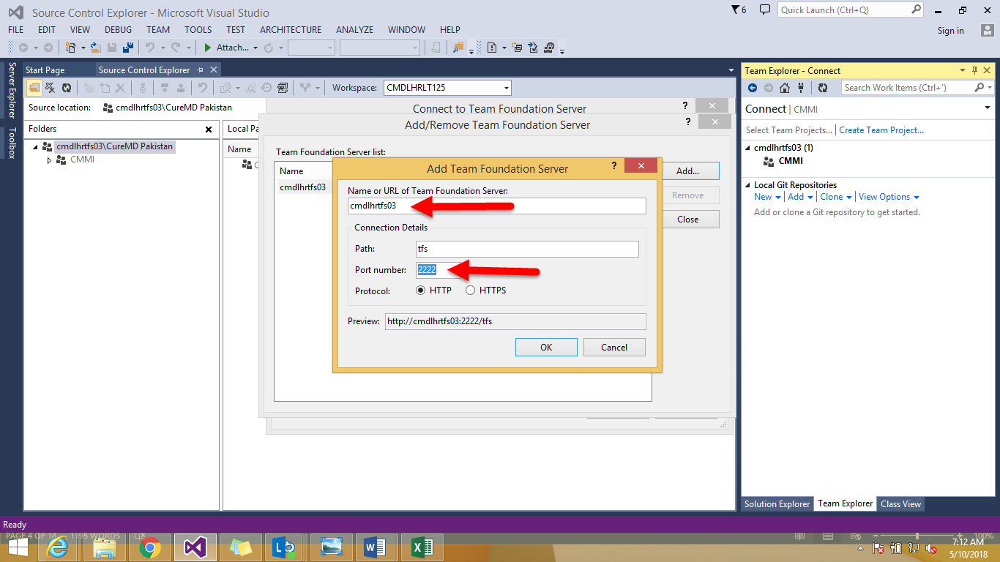 Source Control Explorer - Microsoft Visual Studio
6
Quick Launch (Ctrl+Q)
FILE EDIT VIEW DEBUG TEAM TOOLS TEST ARCHITECTURE ANALYZE WINDOW HELP
Sign in
Attach...
Server Explorer
Toolbox
Start Page
Source Control Explorer
Workspace: CMDLHRLT125
Source location: cmdlhrtfs03\CureMD Pakistan
Folders
cmdlhrtfs03\CureMD Pakistan
CMMI
Local Pa
Name
Connect to Team Foundation Server
?
Add/Remove Team Foundation Server
?
Team Foundation Server list:
Name
cmdlhrtfs03
Add...
Remove
Close
Add Team Foundation Server
?
Name or URL of Team Foundation Server:
cmdlhrtfs03
Connection Details
Path: tfs
Port number: 2222
Protocol: HTTP HTTPS
Preview: http://cmdlhrtfs03:2222/tfs
OK Cancel
Team Explorer - Connect
Search Work Items (Ctrl+')
Connect | CMMI
Select Team Projects... Create Team Project...
cmdlhrtfs03 (1)
CMMI
Local Git Repositories
New Add Clone View Options
Add or clone a Git repository to get started.
Solution Explorer Team Explorer Class View
Ready
PAGE 4 OF 18 1195 WORDS
100%
7:12 AM
5/10/2018